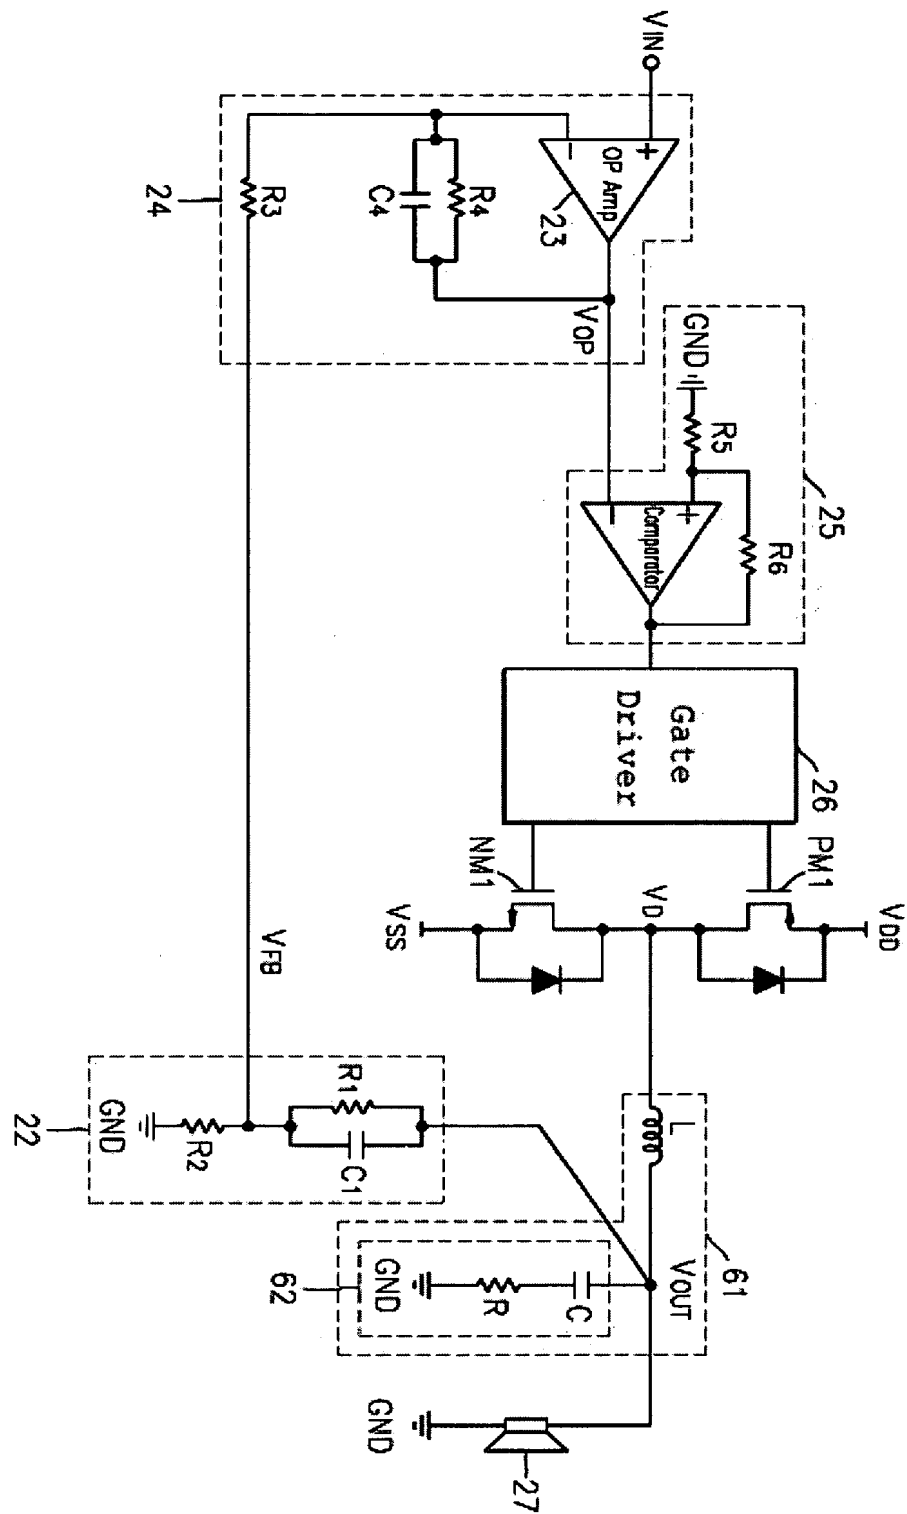 VIN
24
R3
C4
R4
OP Amp
23
VOP
GND
R5
25
R6
Comparator
Gate
Driver
26
NM1
PM1
VSS
VD
VDD
VFB
22
GND
R2
R1
C1
L
61
VOUT
62
GND
R
C
GND
27